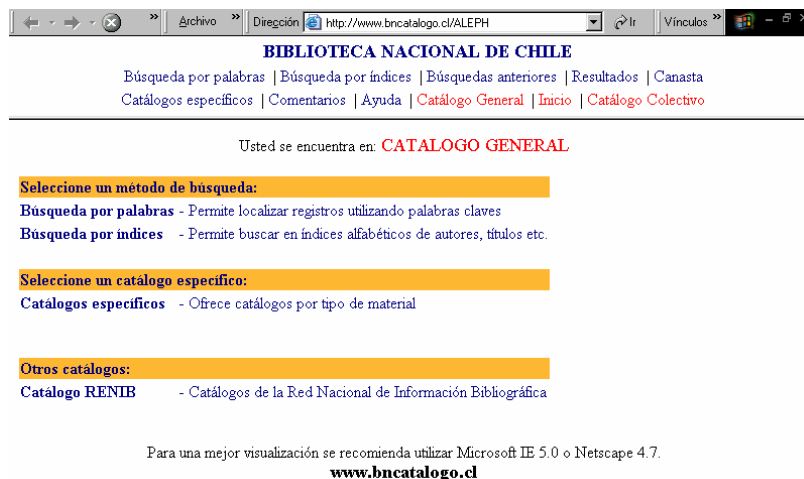 » Archivo » Dirección http://www.bncatalogo.cl/ALEPH Ir Vínculos »
BIBLIOTECA NACIONAL DE CHILE
Búsqueda por palabras | Búsqueda por índices | Búsquedas anteriores | Resultados | Canasta
Catálogos específicos | Comentarios | Ayuda | Catálogo General | Inicio | Catálogo Colectivo
Usted se encuentra en: CATALOGO GENERAL
Seleccione un método de búsqueda:
Búsqueda por palabras - Permite localizar registros utilizando palabras claves
Búsqueda por índices - Permite buscar en índices alfabéticos de autores, títulos etc.
Seleccione un catálogo específico:
Catálogos específicos - Ofrece catálogos por tipo de material
Otros catálogos:
Catálogo RENIB - Catálogos de la Red Nacional de Información Bibliográfica
Para una mejor visualización se recomienda utilizar Microsoft IE 5.0 o Netscape 4.7.
www.bncatalogo.cl